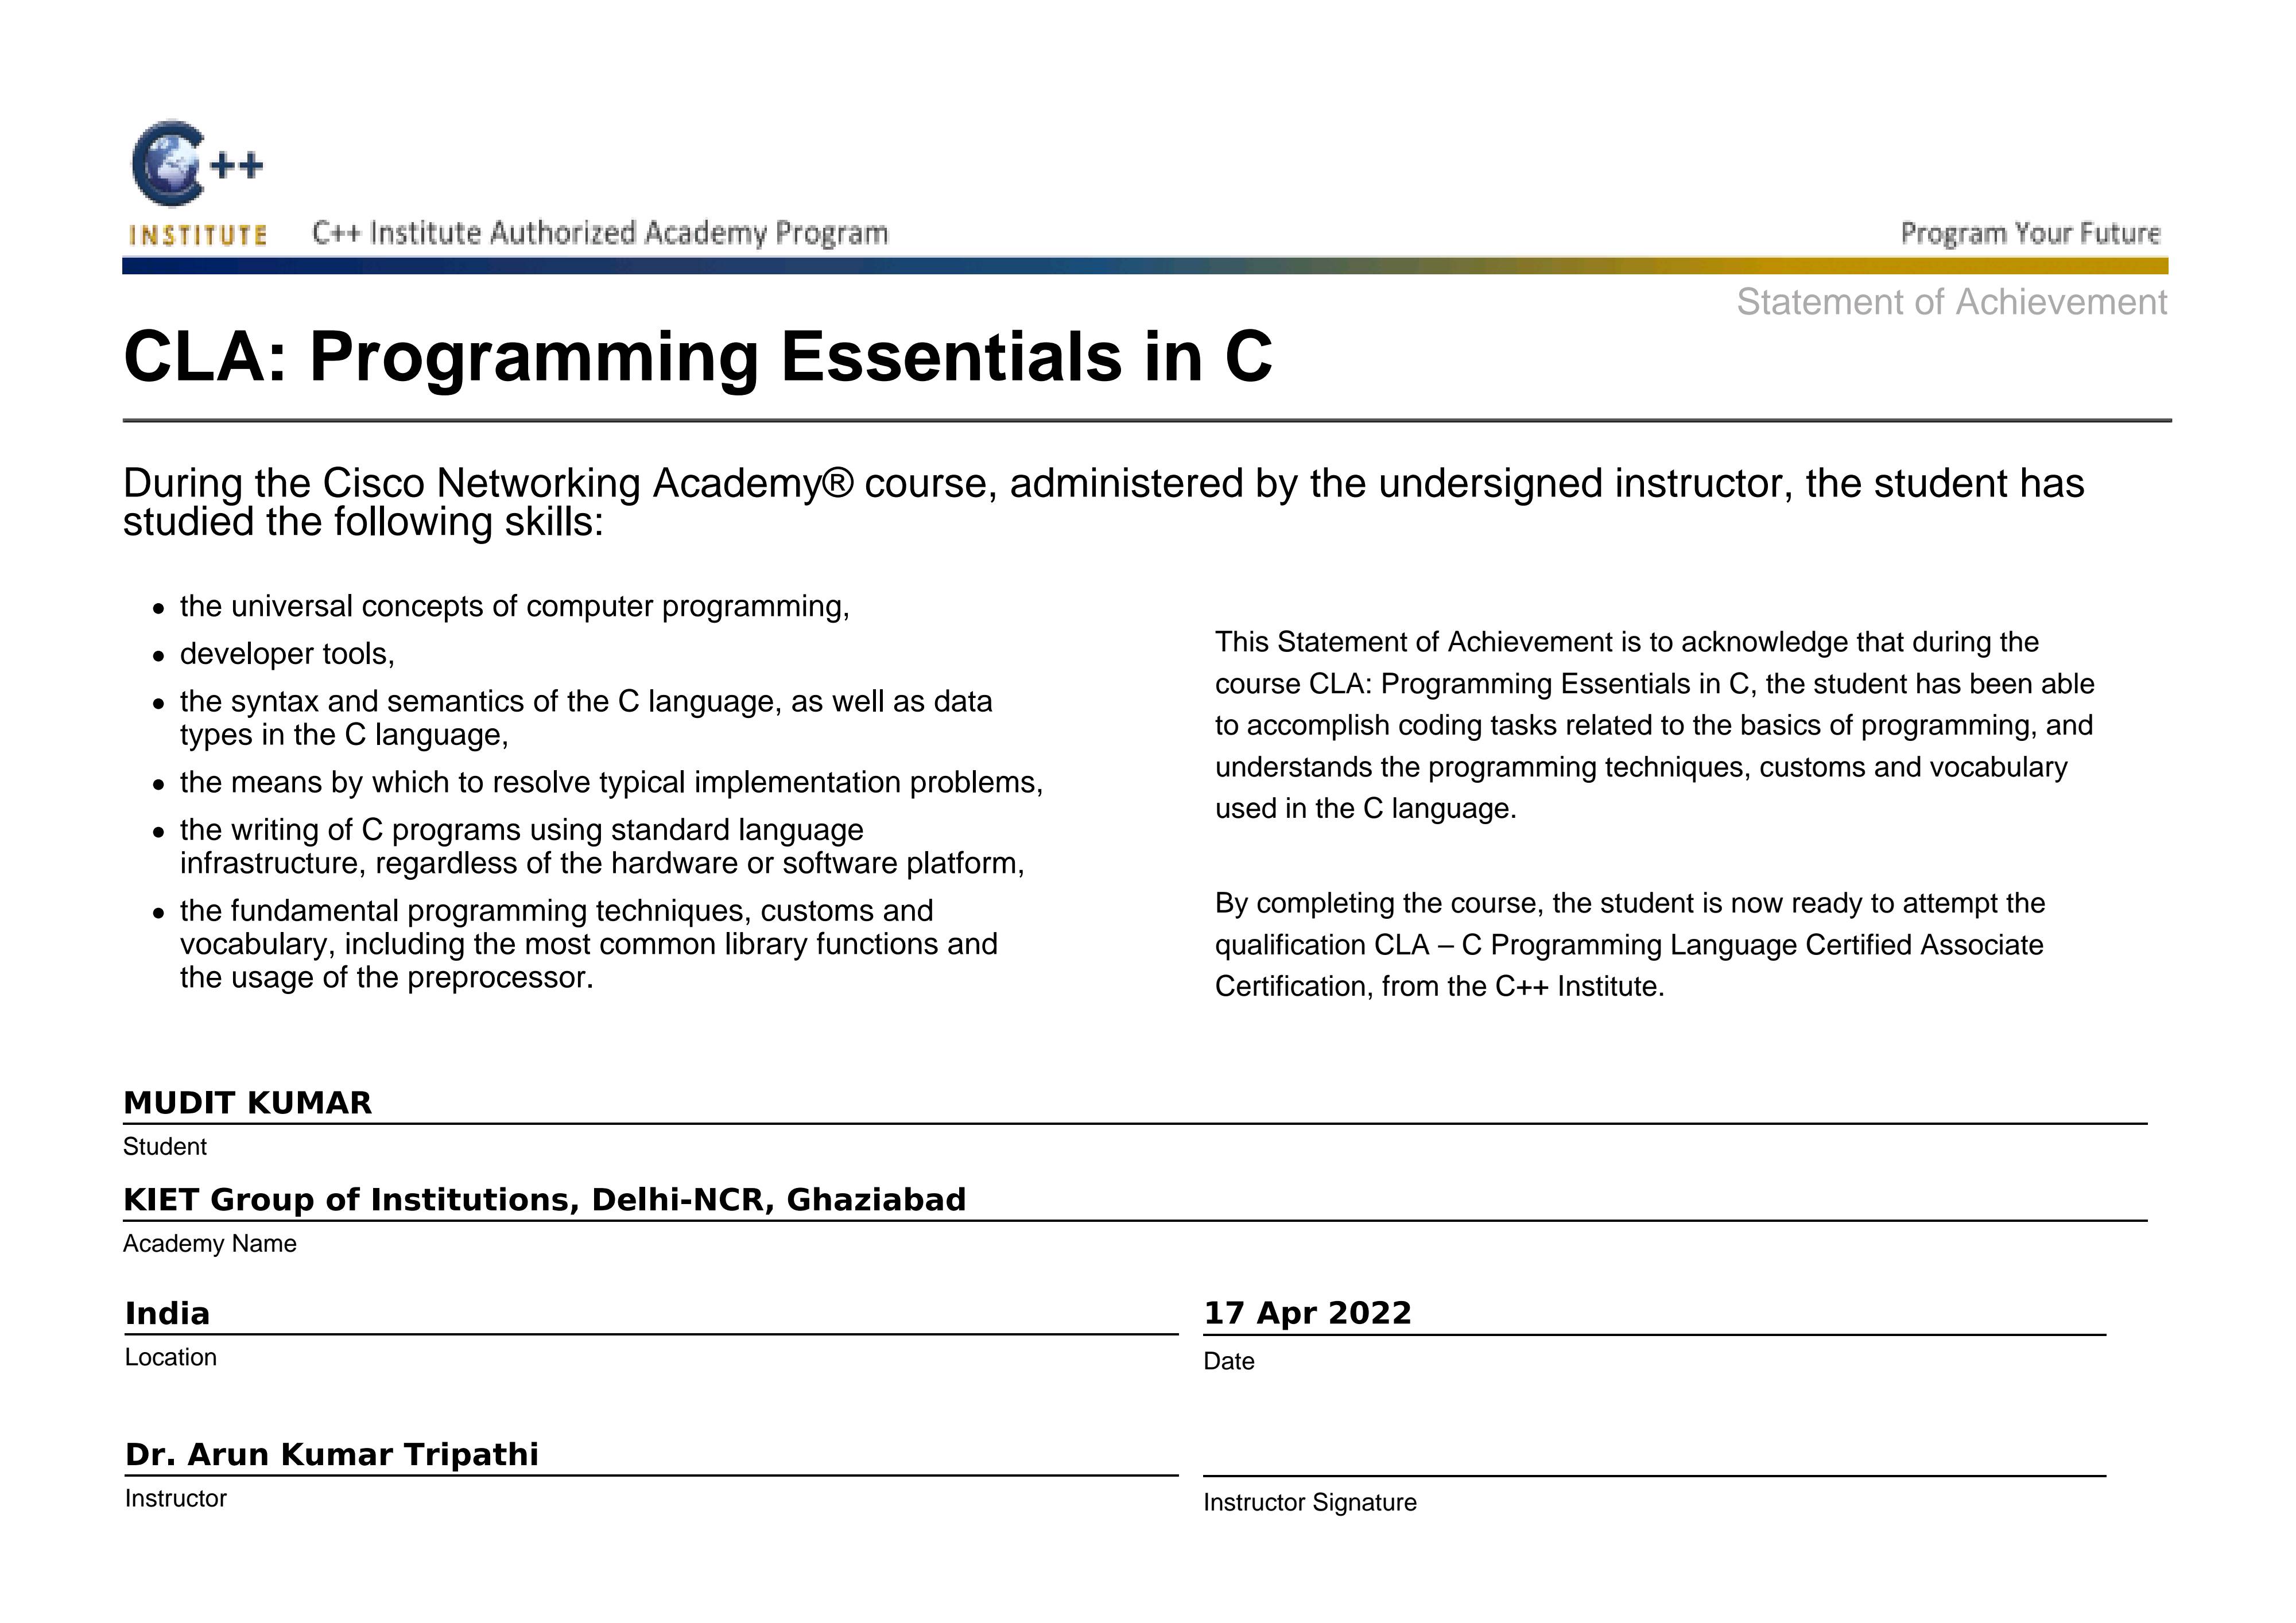 C++
INSTITUTE
C++ Institute Authorized Academy Program
Program Your Future
Statement of Achievement
CLA: Programming Essentials in C
During the Cisco Networking Academy® course, administered by the undersigned instructor, the student has
studied the following skills:
• the universal concepts of computer programming,
• developer tools,
• the syntax and semantics of the C language, as well as data
types in the C language,
• the means by which to resolve typical implementation problems,
• the writing of C programs using standard language
infrastructure, regardless of the hardware or software platform,
• the fundamental programming techniques, customs and
vocabulary, including the most common library functions and
the usage of the preprocessor.
This Statement of Achievement is to acknowledge that during the
course CLA: Programming Essentials in C, the student has been able
to accomplish coding tasks related to the basics of programming, and
understands the programming techniques, customs and vocabulary
used in the C language.
By completing the course, the student is now ready to attempt the
qualification CLA – C Programming Language Certified Associate
Certification, from the C++ Institute.
MUDIT KUMAR
Student
KIET Group of Institutions, Delhi-NCR, Ghaziabad
Academy Name
India
Location
17 Apr 2022
Date
Dr. Arun Kumar Tripathi
Instructor
Instructor Signature